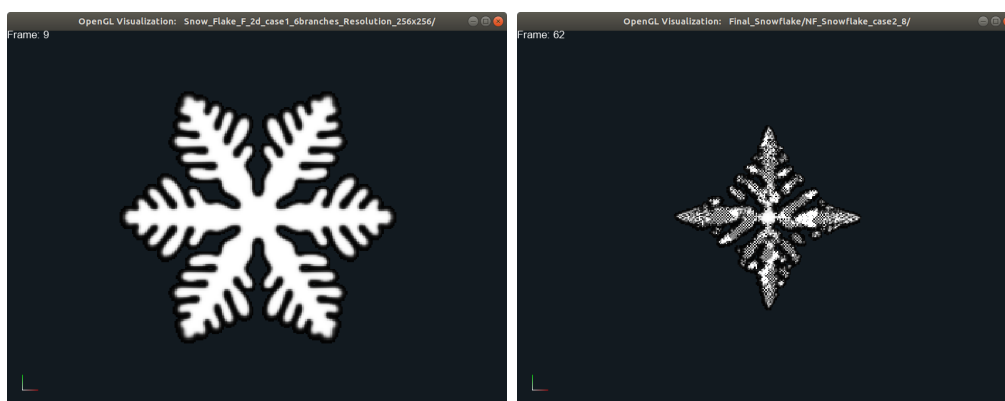 OpenGL Visualization: Snow_Flake_F_2d_case1_6branches_Resolution_256x256/
Frame: 9
OpenGL Visualization: Final_Snowflake/NF_Snowflake_case2_8/
Frame: 62